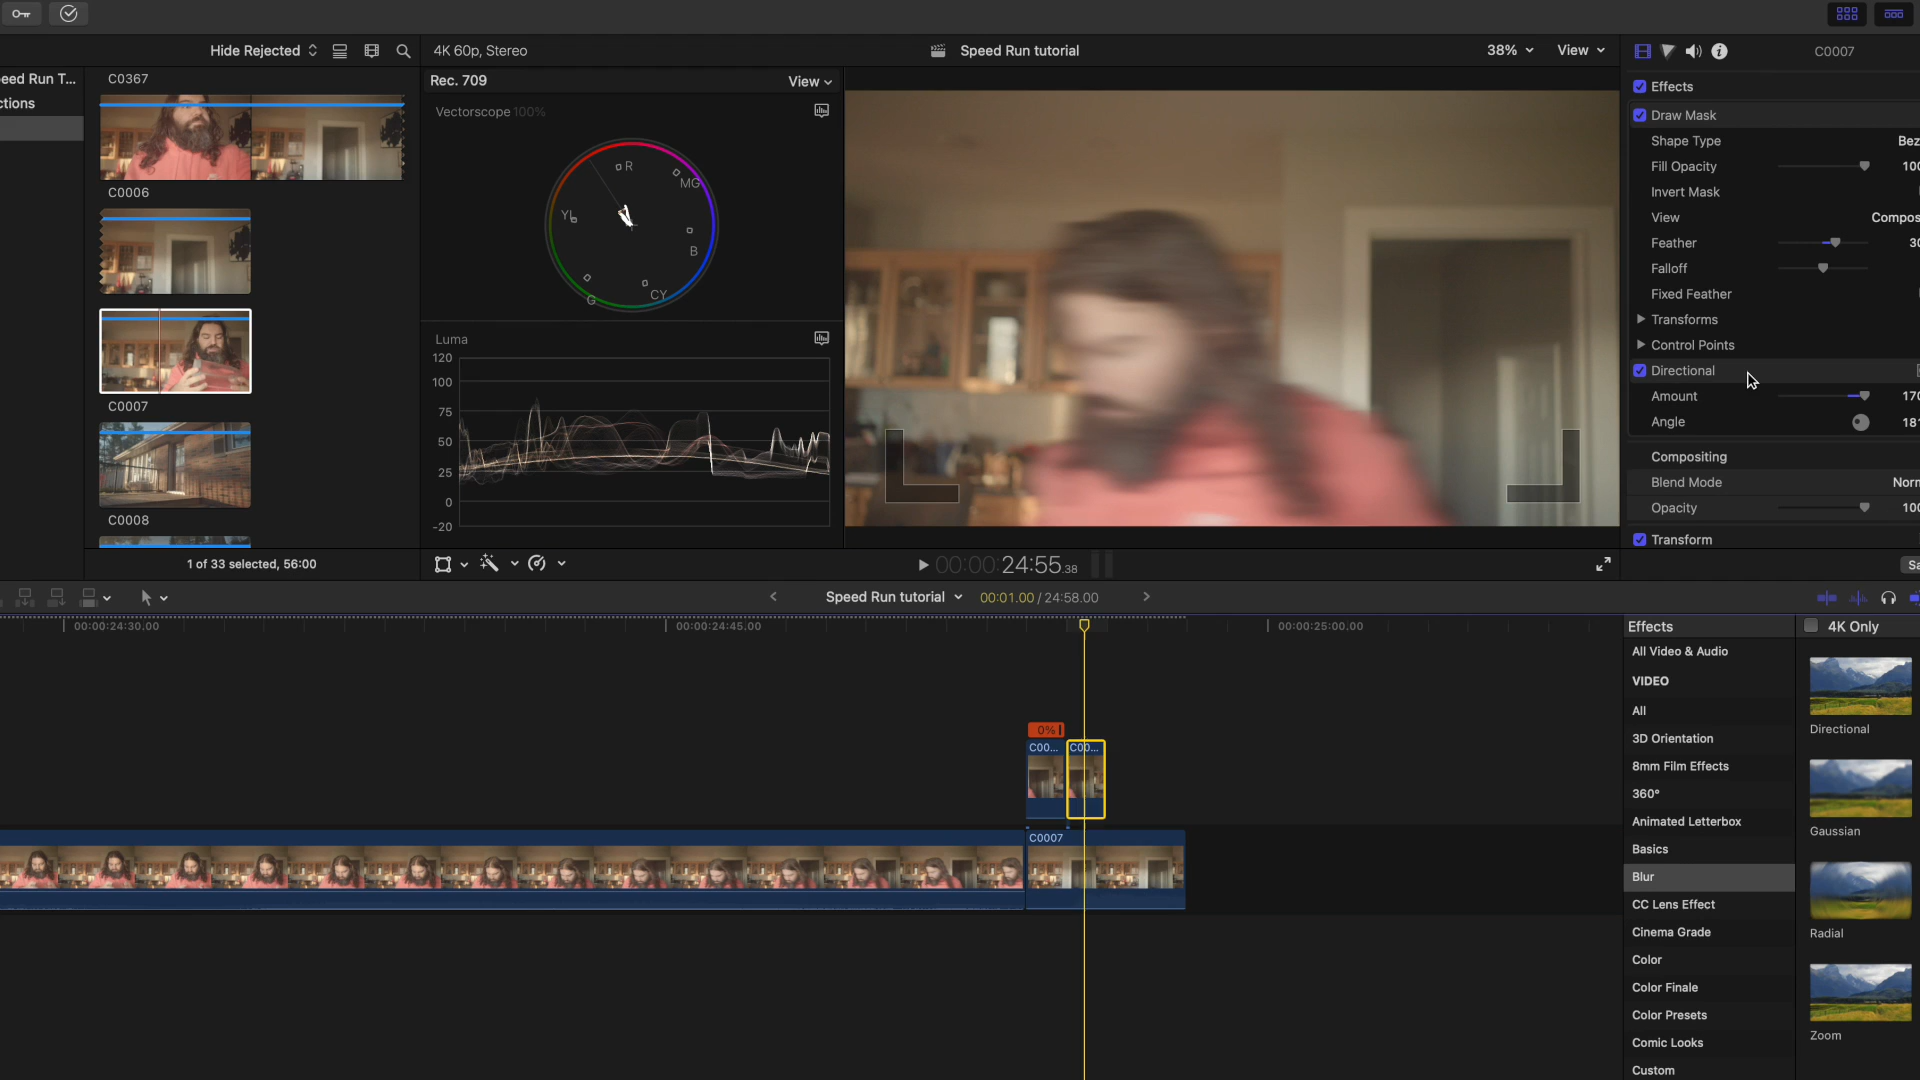 Hide Rejected
4K 60p, Stereo
Speed Run tutorial
38%
View
C0007
eed Run T...
ctions
C0367
C0006
C0007
C0008
1 of 33 selected, 56:00
Rec. 709
View
Vectorscope 100%
R
MG
YL
B
G
CY
Luma
120
100
75
50
25
0
-20
00:00:24:55.38
Effects
Draw Mask
Shape Type
Bez
Fill Opacity
100
Invert Mask
View
Compos
Feather
30
Falloff
Fixed Feather
Transforms
Control Points
Directional
Amount
170
Angle
181
Compositing
Blend Mode
Norm
Opacity
100
Transform
Sa
Speed Run tutorial
00:01.00 / 24:58.00
00:00:24:30.00
00:00:24:45.00
00:00:25:00.00
0%
C00...
C00...
C0007
Effects
4K Only
All Video & Audio
VIDEO
All
3D Orientation
8mm Film Effects
360°
Animated Letterbox
Basics
Blur
CC Lens Effect
Cinema Grade
Color
Color Finale
Color Presets
Comic Looks
Custom
Directional
Gaussian
Radial
Zoom